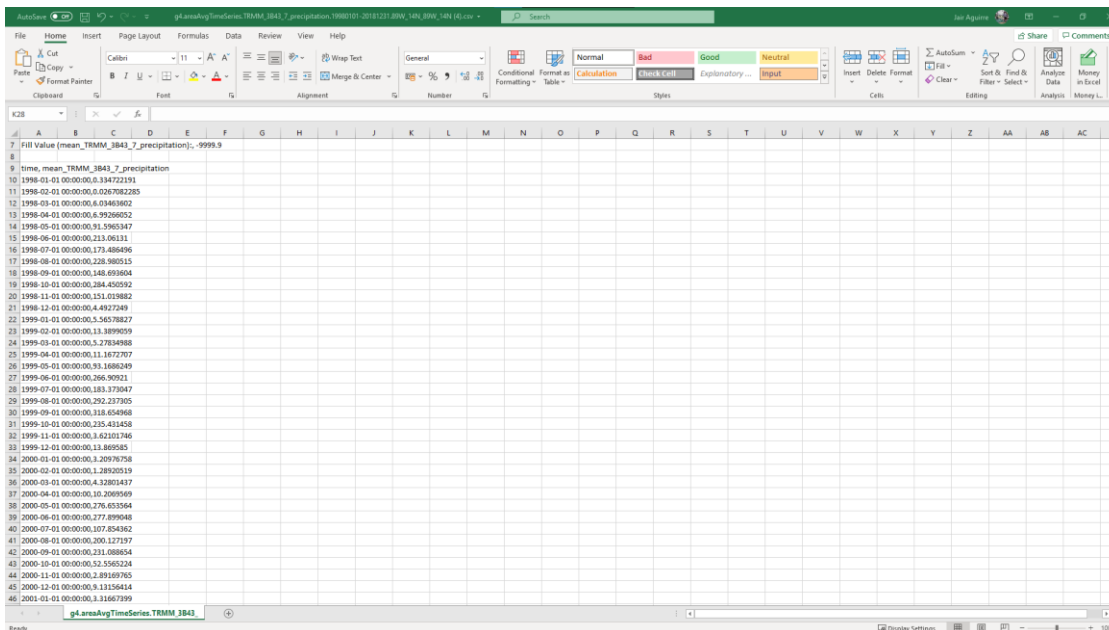 AutoSave Off g4.areaAvgTimeSeries.TRMM_3B43_7_precipitation.19980101-20181231.89W_14N_89W_14N (4).csv Search Jair Aguirre
File Home Insert Page Layout Formulas Data Review View Help Share Comments
Cut Calibri 11 Wrap Text General Normal Bad Good Neutral AutoSum
Paste Copy Fill
Format Painter Merge & Center Conditional Formatting Format as Table Calculation Check Cell Explanatory ... Input Insert Delete Format Clear Sort & Filter Find & Select Analyze Data Money in Excel
Clipboard Font Alignment Number Styles Cells Editing Analysis Money i...
K28 fx
A B C D E F G H I J K L M N O P Q R S T U V W X Y Z AA AB AC
7 Fill Value (mean_TRMM_3B43_7_precipitation):, -9999.9
8
9 time, mean_TRMM_3B43_7_precipitation
10 1998-01-01 00:00:00,0.334722191
11 1998-02-01 00:00:00,0.0267082285
12 1998-03-01 00:00:00,6.03463602
13 1998-04-01 00:00:00,6.99266052
14 1998-05-01 00:00:00,91.5965347
15 1998-06-01 00:00:00,213.06131
16 1998-07-01 00:00:00,173.486496
17 1998-08-01 00:00:00,228.980515
18 1998-09-01 00:00:00,148.693604
19 1998-10-01 00:00:00,284.450592
20 1998-11-01 00:00:00,151.019882
21 1998-12-01 00:00:00,4.4927249
22 1999-01-01 00:00:00,5.56578827
23 1999-02-01 00:00:00,13.3899059
24 1999-03-01 00:00:00,5.27834988
25 1999-04-01 00:00:00,11.1672707
26 1999-05-01 00:00:00,93.1686249
27 1999-06-01 00:00:00,266.90921
28 1999-07-01 00:00:00,183.373047
29 1999-08-01 00:00:00,292.237305
30 1999-09-01 00:00:00,318.654968
31 1999-10-01 00:00:00,235.431458
32 1999-11-01 00:00:00,3.62101746
33 1999-12-01 00:00:00,13.869585
34 2000-01-01 00:00:00,3.20976758
35 2000-02-01 00:00:00,1.28920519
36 2000-03-01 00:00:00,4.32801437
37 2000-04-01 00:00:00,10.2069569
38 2000-05-01 00:00:00,276.653564
39 2000-06-01 00:00:00,277.899048
40 2000-07-01 00:00:00,107.854362
41 2000-08-01 00:00:00,200.127197
42 2000-09-01 00:00:00,231.088654
43 2000-10-01 00:00:00,52.5565224
44 2000-11-01 00:00:00,2.89169765
45 2000-12-01 00:00:00,9.13156414
46 2001-01-01 00:00:00,3.31667399
g4.areaAvgTimeSeries.TRMM_3B43_
Ready Display Settings 100